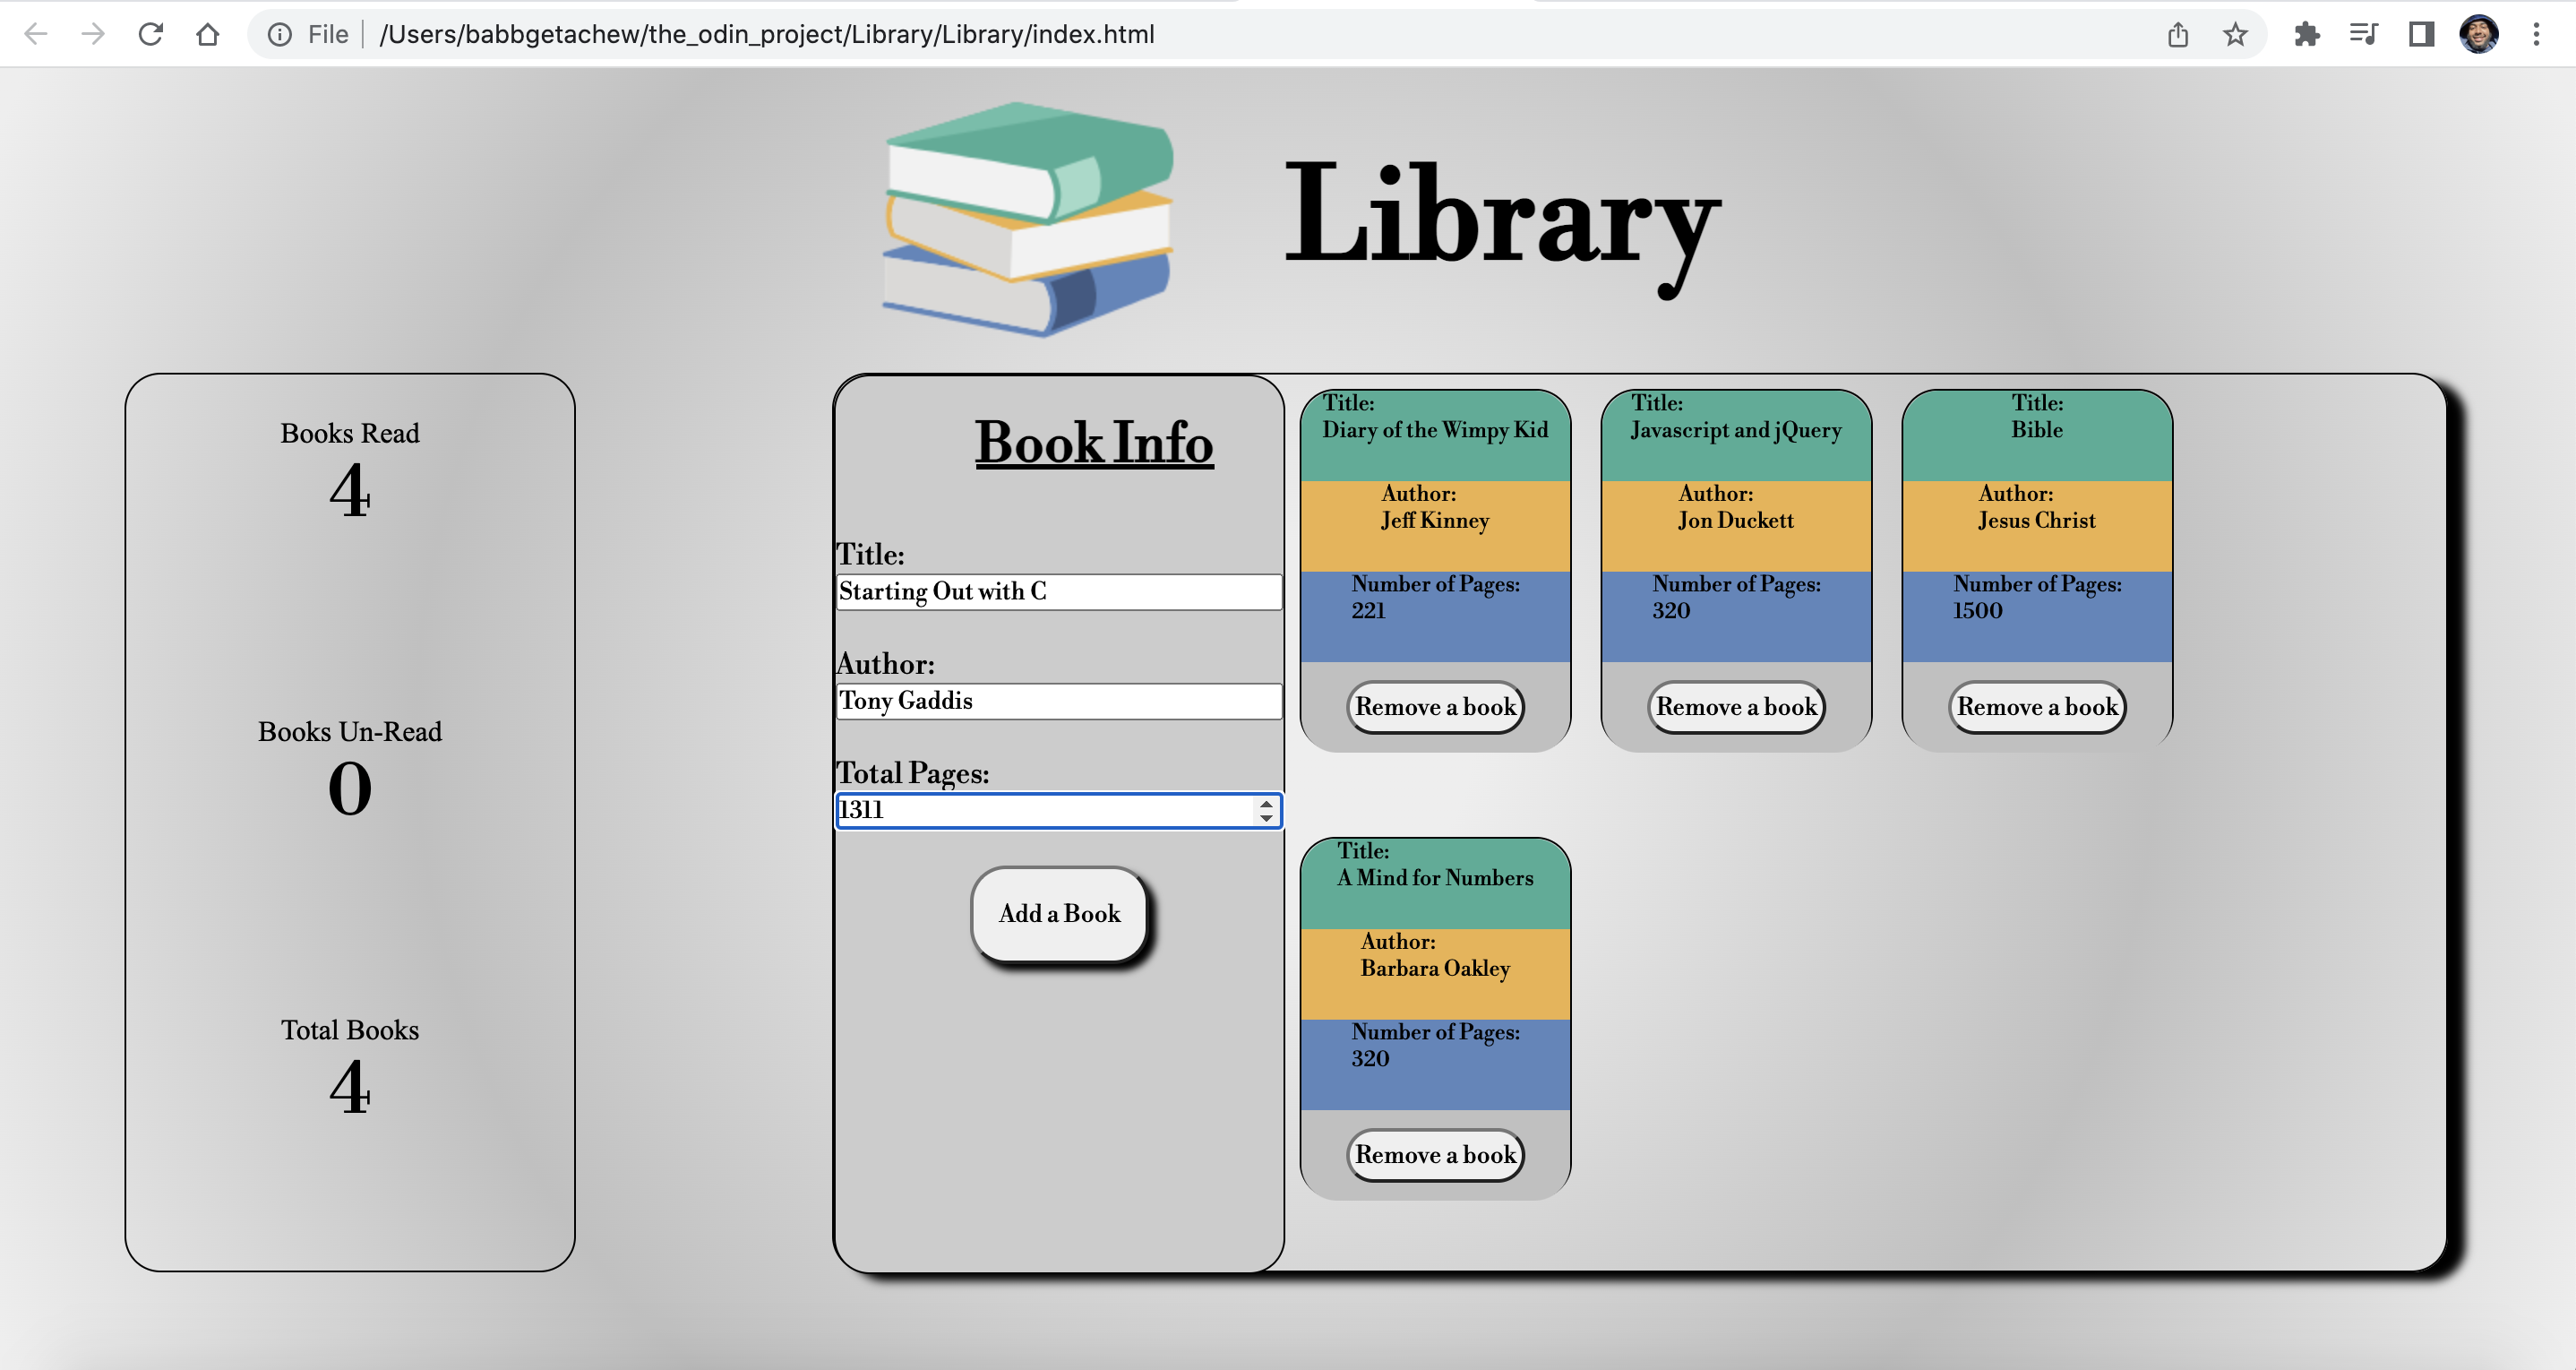 File
/Users/babbgetachew/the_odin_project/Library/Library/index.html
Library
Books Read
4
Books Un-Read
0
Total Books
4
Book Info
Title:
Starting Out with C
Author:
Tony Gaddis
Total Pages:
1311
Add a Book
Title:
Diary of the Wimpy Kid
Author:
Jeff Kinney
Number of Pages:
221
Remove a book
Title:
Javascript and jQuery
Author:
Jon Duckett
Number of Pages:
320
Remove a book
Title:
Bible
Author:
Jesus Christ
Number of Pages:
1500
Remove a book
Title:
A Mind for Numbers
Author:
Barbara Oakley
Number of Pages:
320
Remove a book